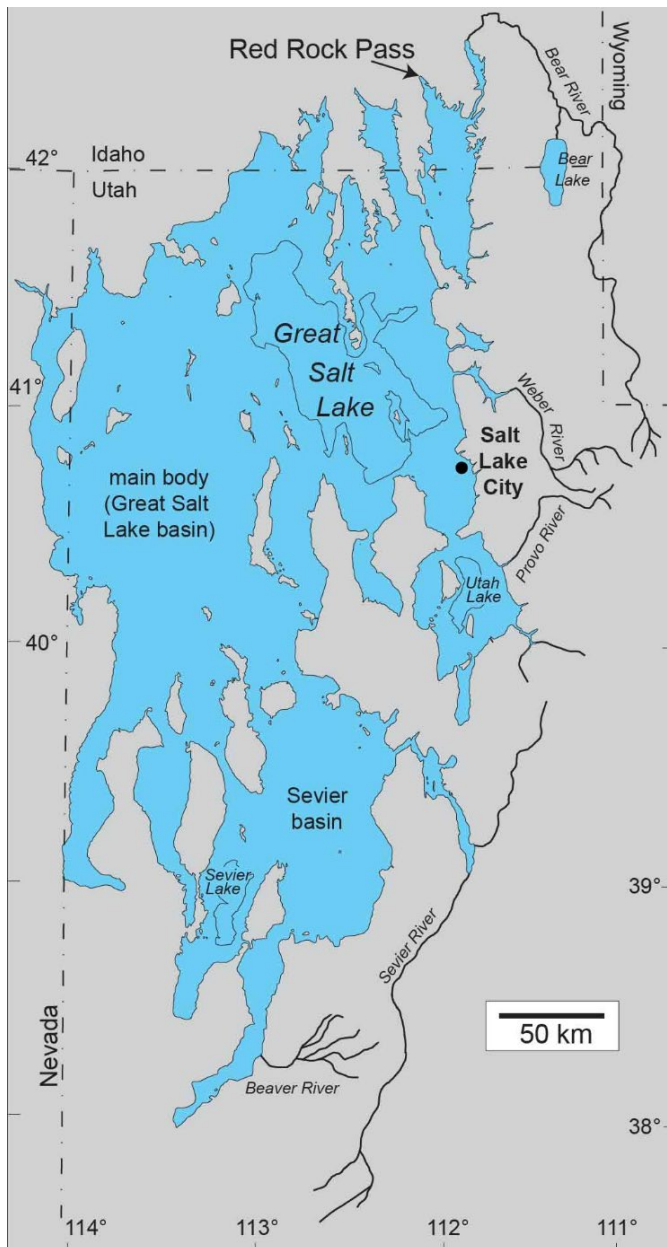 Red Rock Pass
Bear River
Wyoming
42°
Idaho
Utah
Bear
Lake
Great
Salt
Lake
41°
Weber
River
Salt
Lake
City
main body
(Great Salt
Lake basin)
Provo River
Utah
Lake
40°
Sevier
basin
Sevier
Lake
39°
Sevier River
Nevada
50 km
Beaver River
38°
114°
113°
112°
111°